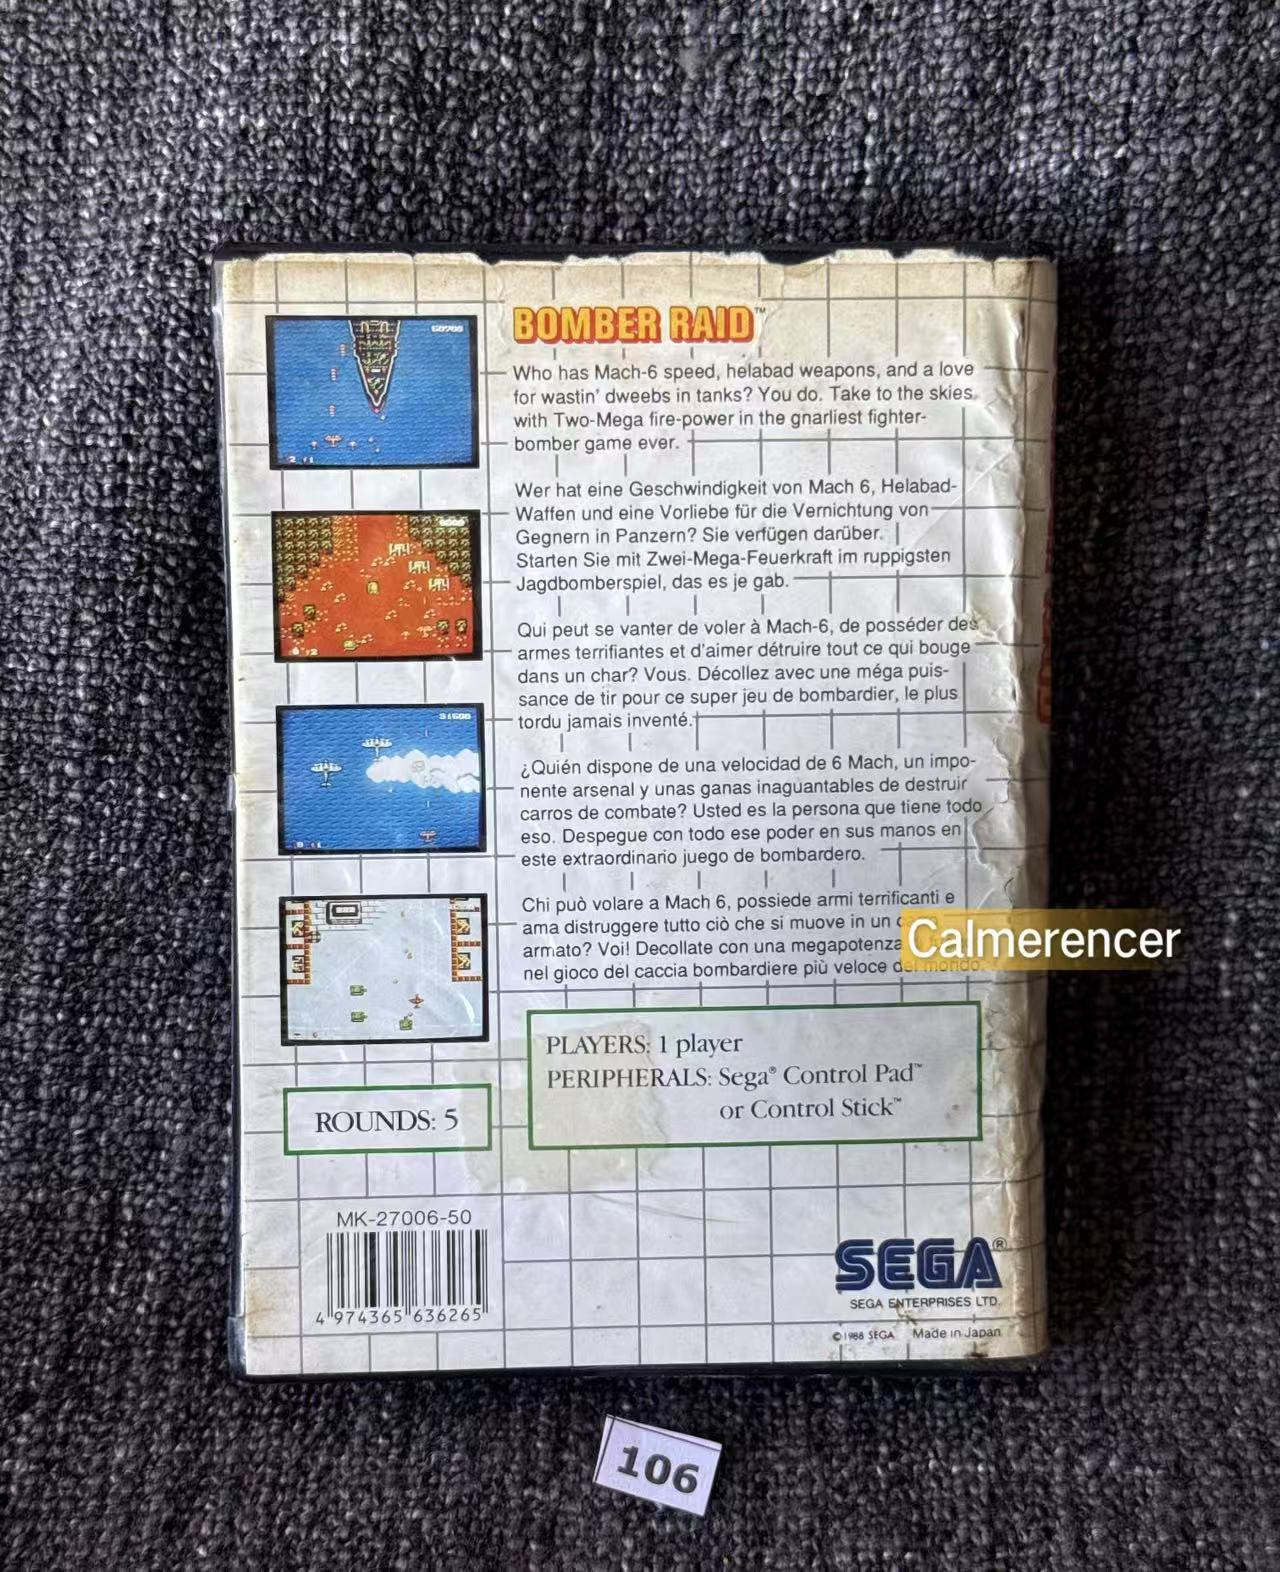 BOMBER RAID™
Who has Mach-6 speed, helabad weapons, and a love
for wastin' dweebs in tanks? You do. Take to the skies
with Two-Mega fire-power in the gnarliest fighter-
bomber game ever.
Wer hat eine Geschwindigkeit von Mach 6, Helabad-
Waffen und eine Vorliebe für die Vernichtung von
Gegnern in Panzern? Sie verfügen darüber.
Starten Sie mit Zwei-Mega-Feuerkraft im ruppigsten
Jagdbomberspiel, das es je gab.
Qui peut se vanter de voler à Mach-6, de posséder des
armes terrifiantes et d'aimer détruire tout ce qui bouge
dans un char? Vous. Décollez avec une méga puis-
sance de tir pour ce super jeu de bombardier, le plus
tordu jamais inventé.
¿Quién dispone de una velocidad de 6 Mach, un impo-
nente arsenal y unas ganas inaguantables de destruir
carros de combate? Usted es la persona que tiene todo
eso. Despegue con todo ese poder en sus manos en
este extraordinario juego de bombardero.
Chi può volare a Mach 6, possiede armi terrificanti e
ama distruggere tutto ciò che si muove in un
armato? Voi! Decollate con una megapotenza
nel gioco del caccia bombardiere più veloce del mondo.
Calmerencer
PLAYERS: 1 player
PERIPHERALS: Sega® Control Pad™
or Control Stick™
ROUNDS: 5
MK-27006-50
4 974365 636265
SEGA®
SEGA ENTERPRISES LTD.
©1988 SEGA Made in Japan
106